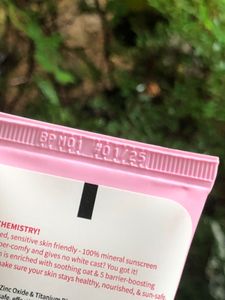 BPM01 #01/25
CHEMISTRY!
ed, sensitive skin friendly - 100% mineral sunscreen
per-comfy and gives no white cast? You got it!
n is enriched with soothing oat & 5 barrier-boosting
ake sure your skin stays healthy, nourished, & sun-safe
Zinc Oxide & Titanium